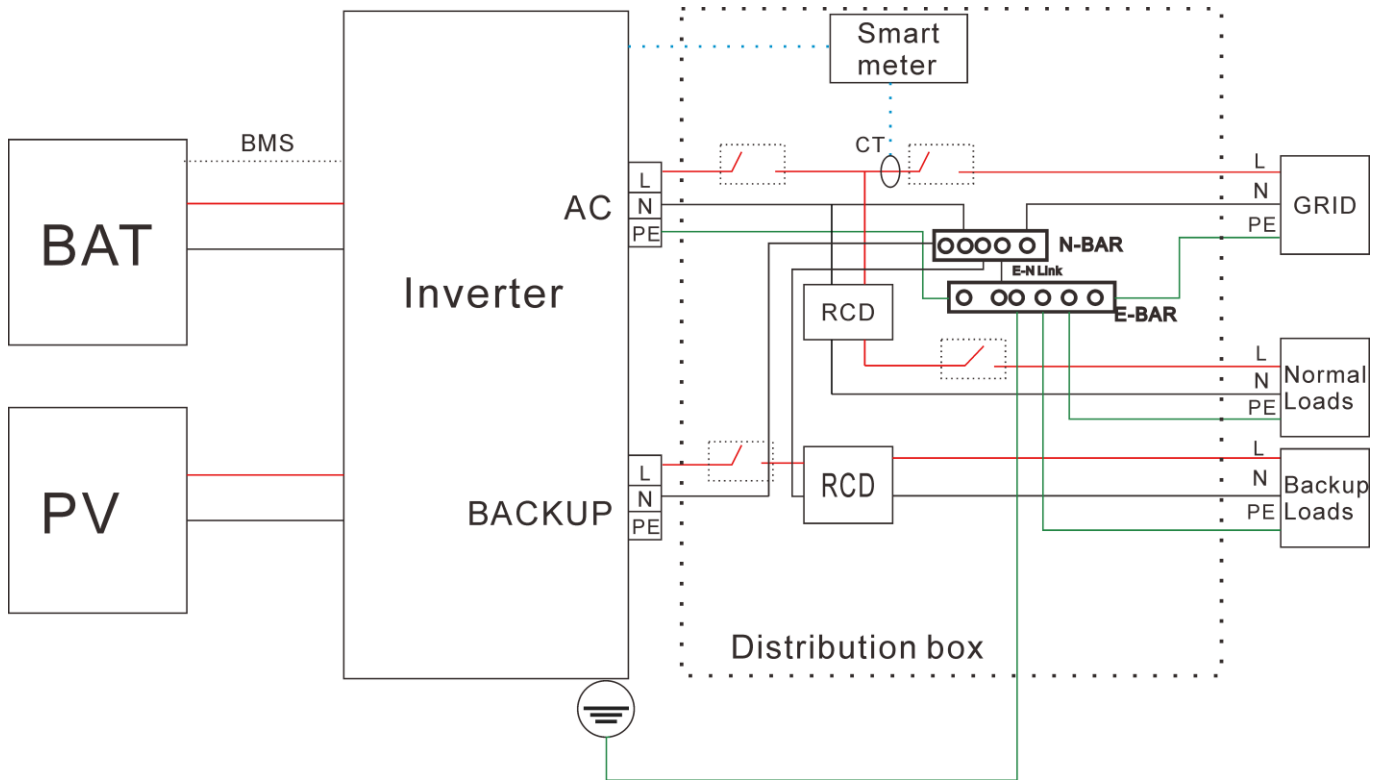 Smart
meter
BMS
CT
BAT
AC
L
N
PE
L
N
PE
GRID
N-BAR
E-N Link
Inverter
RCD
E-BAR
L
N
PE
Normal
Loads
PV
BACKUP
L
N
PE
RCD
L
N
PE
Backup
Loads
Distribution box